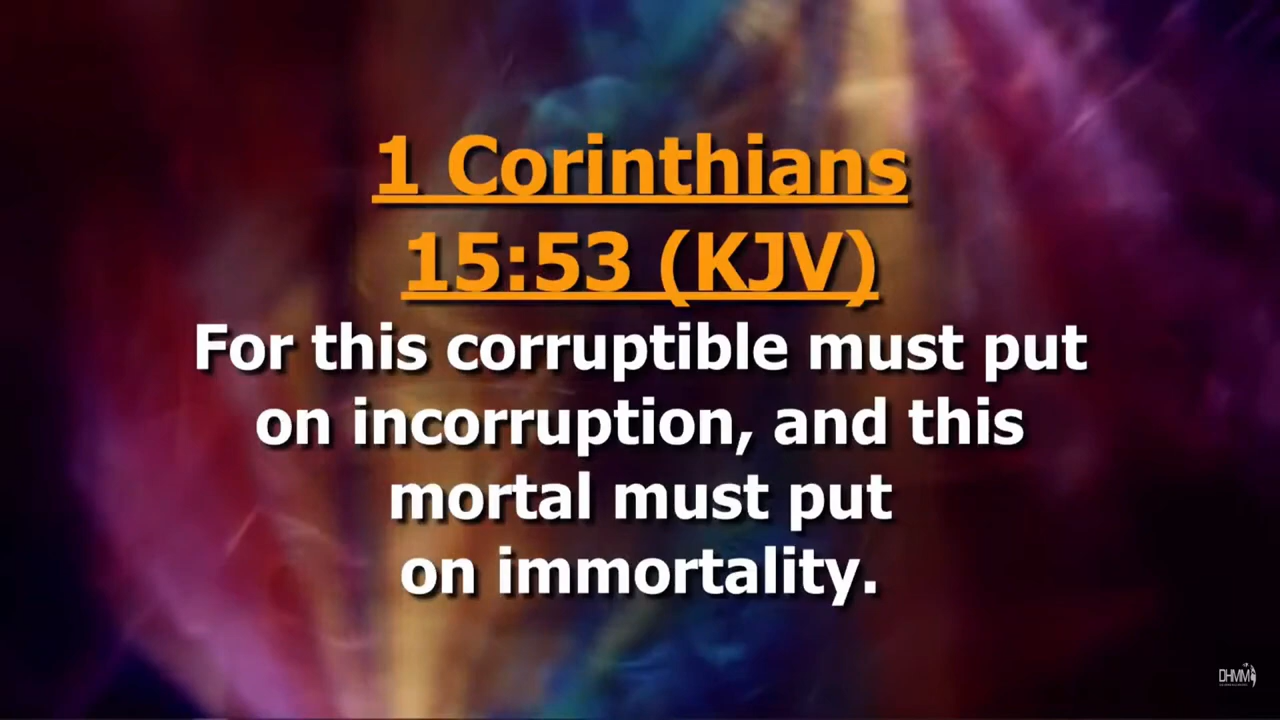 1 Corinthians
15:53 (KJV)
For this corruptible must put
on incorruption, and this
mortal must put
on immortality.
DHMM